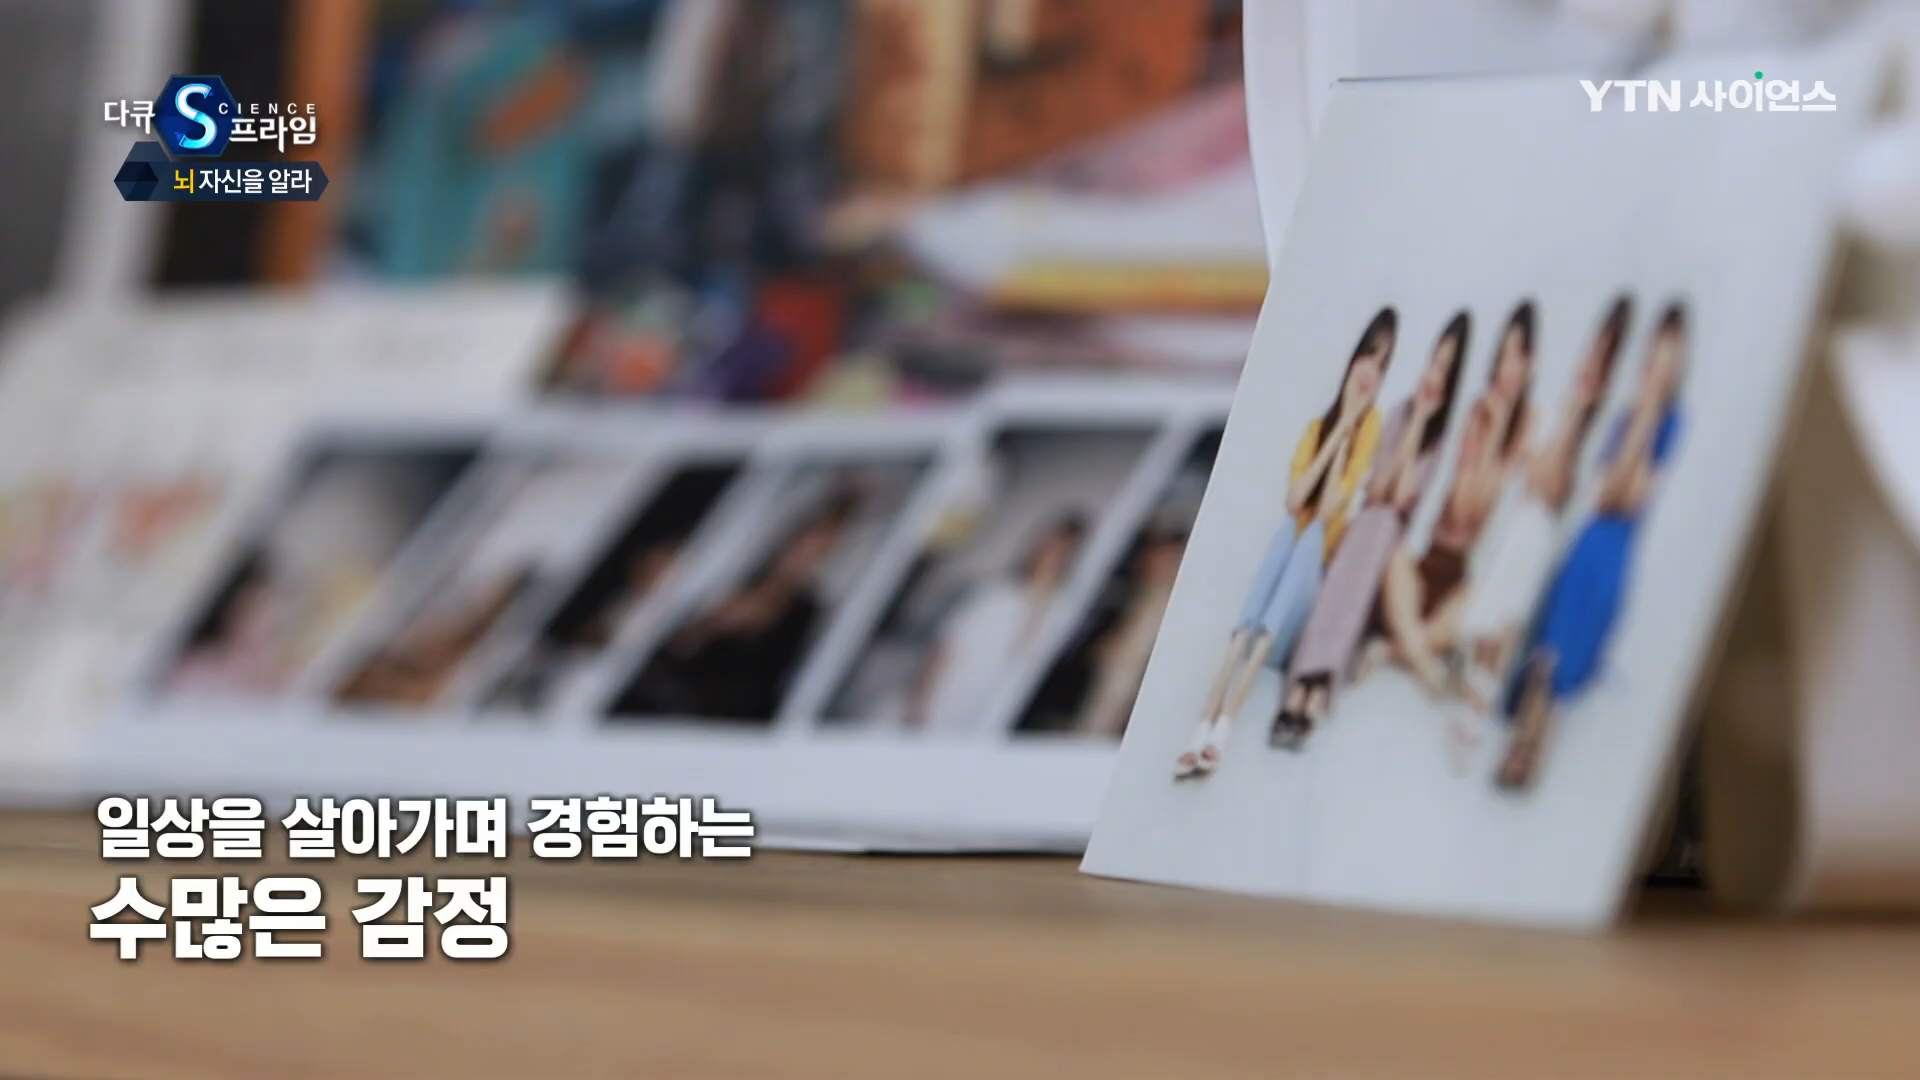 다큐 S CIENCE 프라임
뇌 자신을 알라
YTN 사이언스
일상을 살아가며 경험하는
수많은 감정